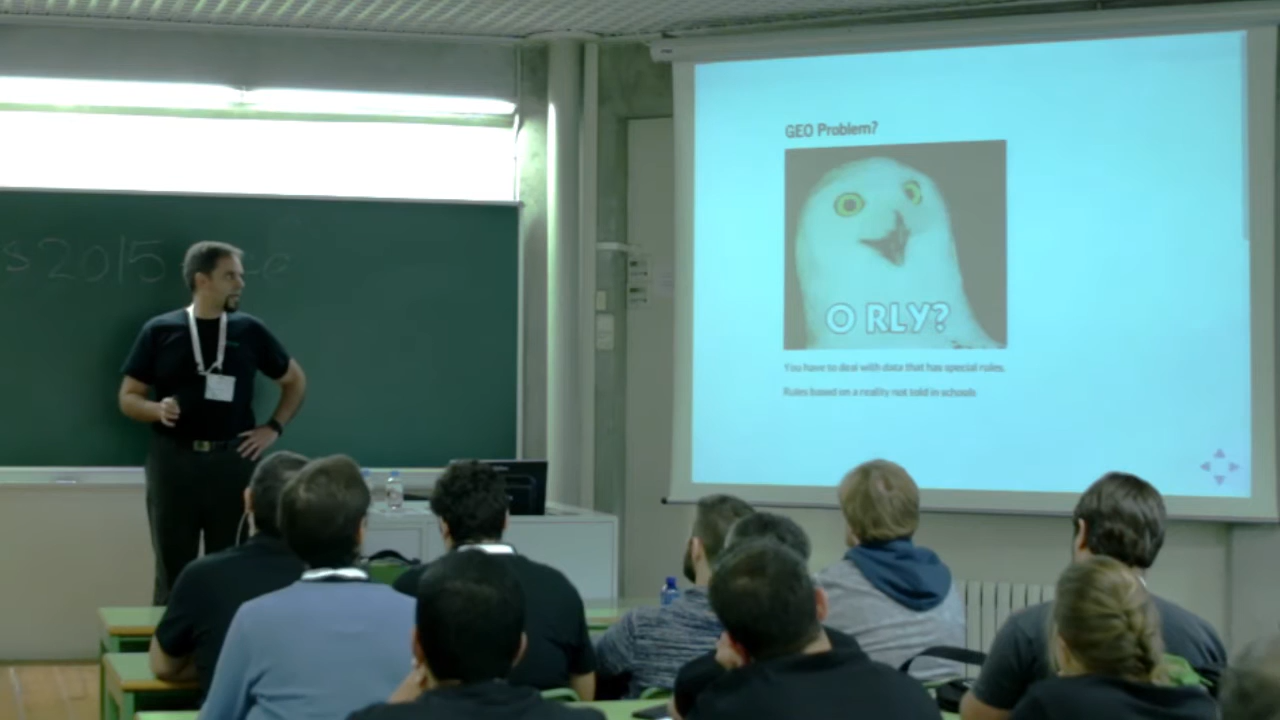 2015
GEO Problem?
O RLY?
You have to deal with data that has special rules.
Rules based on a reality not told in schools